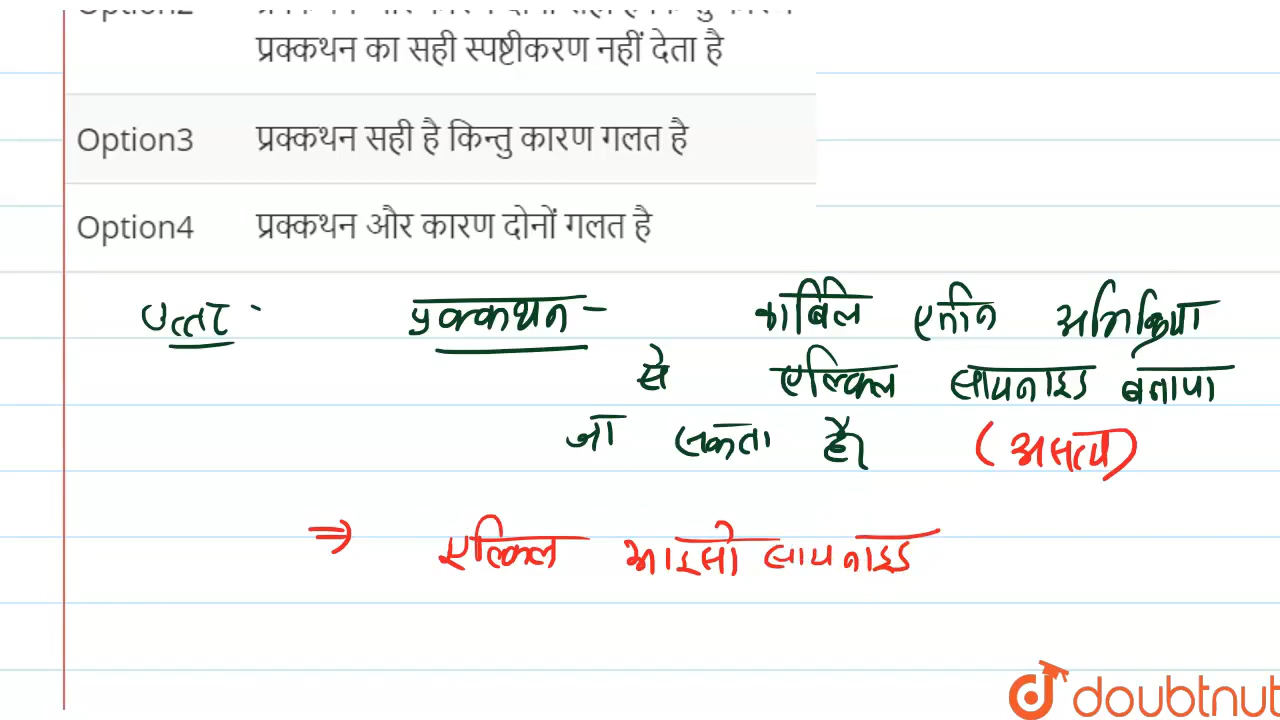 प्रक्कथन का सही स्पष्टीकरण नहीं देता है
Option3 प्रक्कथन सही है किन्तु कारण गलत है
Option4 प्रक्कथन और कारण दोनों गलत है
उत्तर - प्रक्कथन - कार्बिल एमीन अभिक्रिया
से एल्किल सायनाइड बनाया
जा सकता है। (असत्य)
⇒ एल्किल आइसो सायनाइड
doubtnut